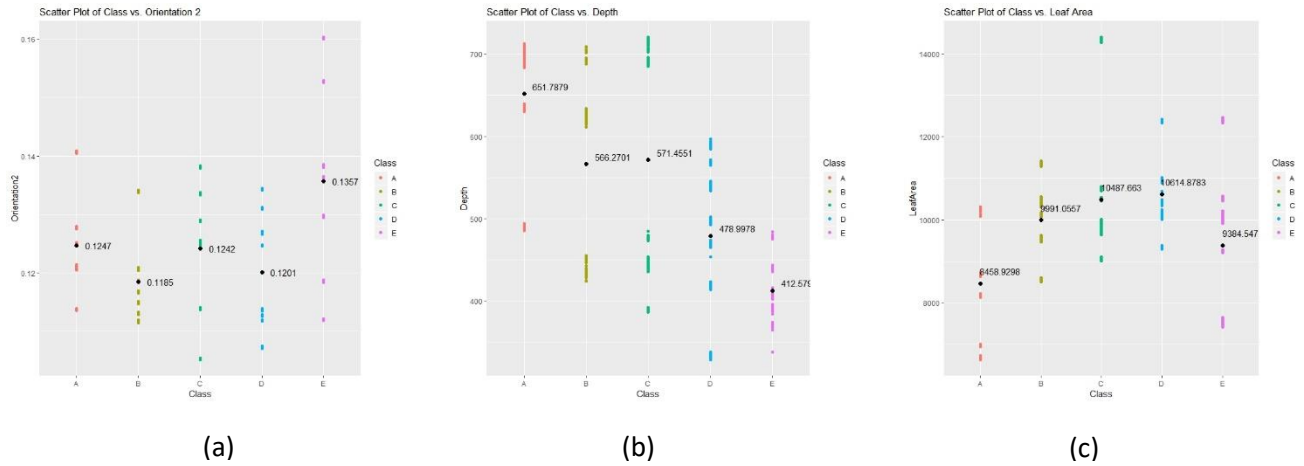 Scatter Plot of Class vs. Orientation 2
0.16
0.14
0.12
Orientation2
0.1247
0.1185
0.1242
0.1201
0.1357
A B C D E
Class
Class
A
B
C
D
E
(a)
Scatter Plot of Class vs. Depth
700
600
500
400
Depth
651.7879
566.2701
571.4551
478.9978
412.579
A B C D E
Class
Class
A
B
C
D
E
(b)
Scatter Plot of Class vs. Leaf Area
14000
12000
10000
8000
LeafArea
8458.9298
9991.0557
10487.663
10614.8783
9384.547
A B C D E
Class
Class
A
B
C
D
E
(c)